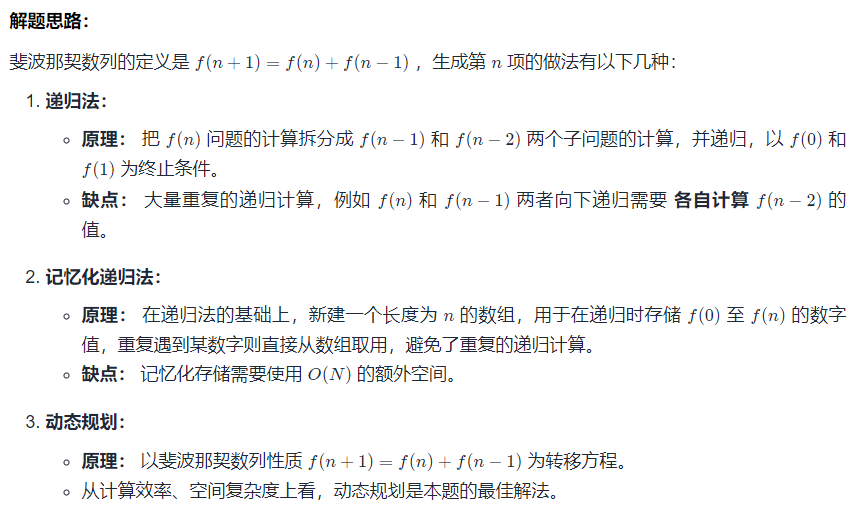 解题思路：
斐波那契数列的定义是 f(n + 1) = f(n) + f(n − 1) ，生成第 n 项的做法有以下几种：
1. 递归法：
原理： 把 f(n) 问题的计算拆分成 f(n − 1) 和 f(n − 2) 两个子问题的计算，并递归，以 f(0) 和
f(1) 为终止条件。
缺点： 大量重复的递归计算，例如 f(n) 和 f(n − 1) 两者向下递归需要 各自计算 f(n − 2) 的
值。
2. 记忆化递归法：
原理： 在递归法的基础上，新建一个长度为 n 的数组，用于在递归时存储 f(0) 至 f(n) 的数字
值，重复遇到某数字则直接从数组取用，避免了重复的递归计算。
缺点： 记忆化存储需要使用 O(N) 的额外空间。
3. 动态规划：
原理： 以斐波那契数列性质 f(n + 1) = f(n) + f(n − 1) 为转移方程。
从计算效率、空间复杂度上看，动态规划是本题的最佳解法。